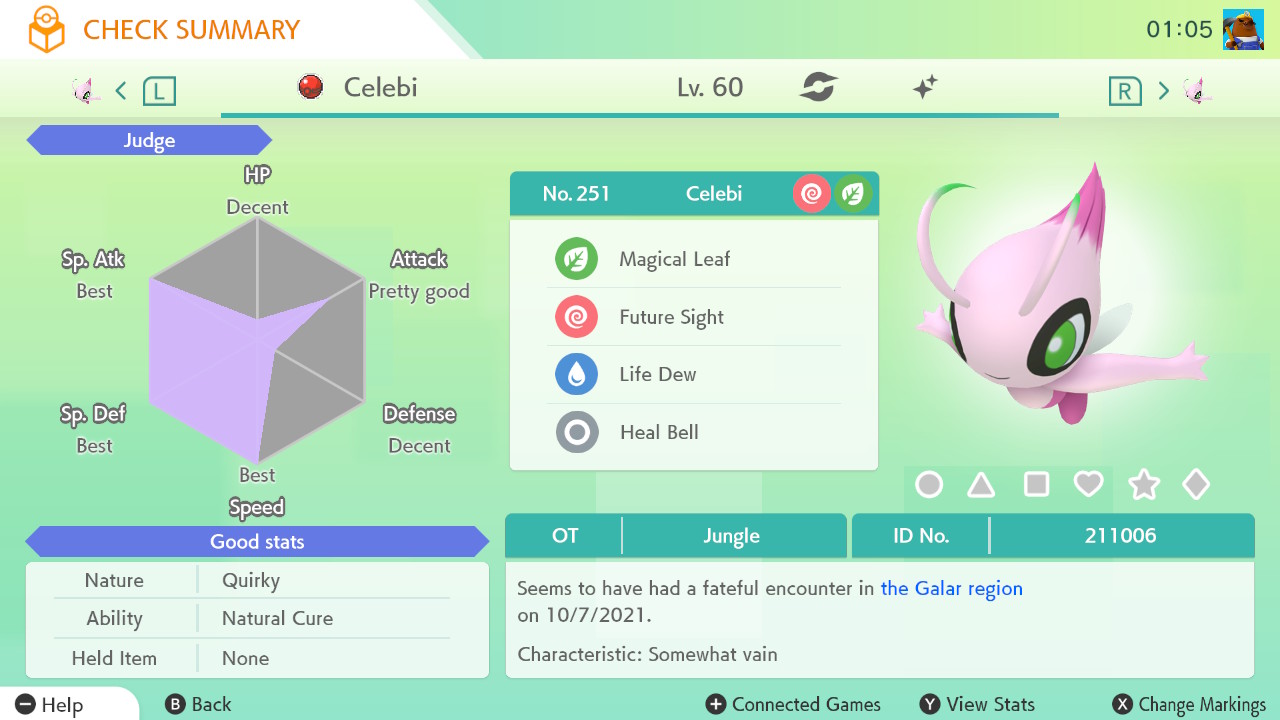 CHECK SUMMARY
01:05
L
Celebi
Lv. 60
R
Judge
HP
Decent
Sp. Atk
Best
Attack
Pretty good
Sp. Def
Best
Defense
Decent
Best
Speed
No. 251 Celebi
Magical Leaf
Future Sight
Life Dew
Heal Bell
Good stats
Nature Quirky
Ability Natural Cure
Held Item None
OT Jungle
ID No. 211006
Seems to have had a fateful encounter in the Galar region
on 10/7/2021.
Characteristic: Somewhat vain
Help
B Back
Connected Games
Y View Stats
X Change Markings